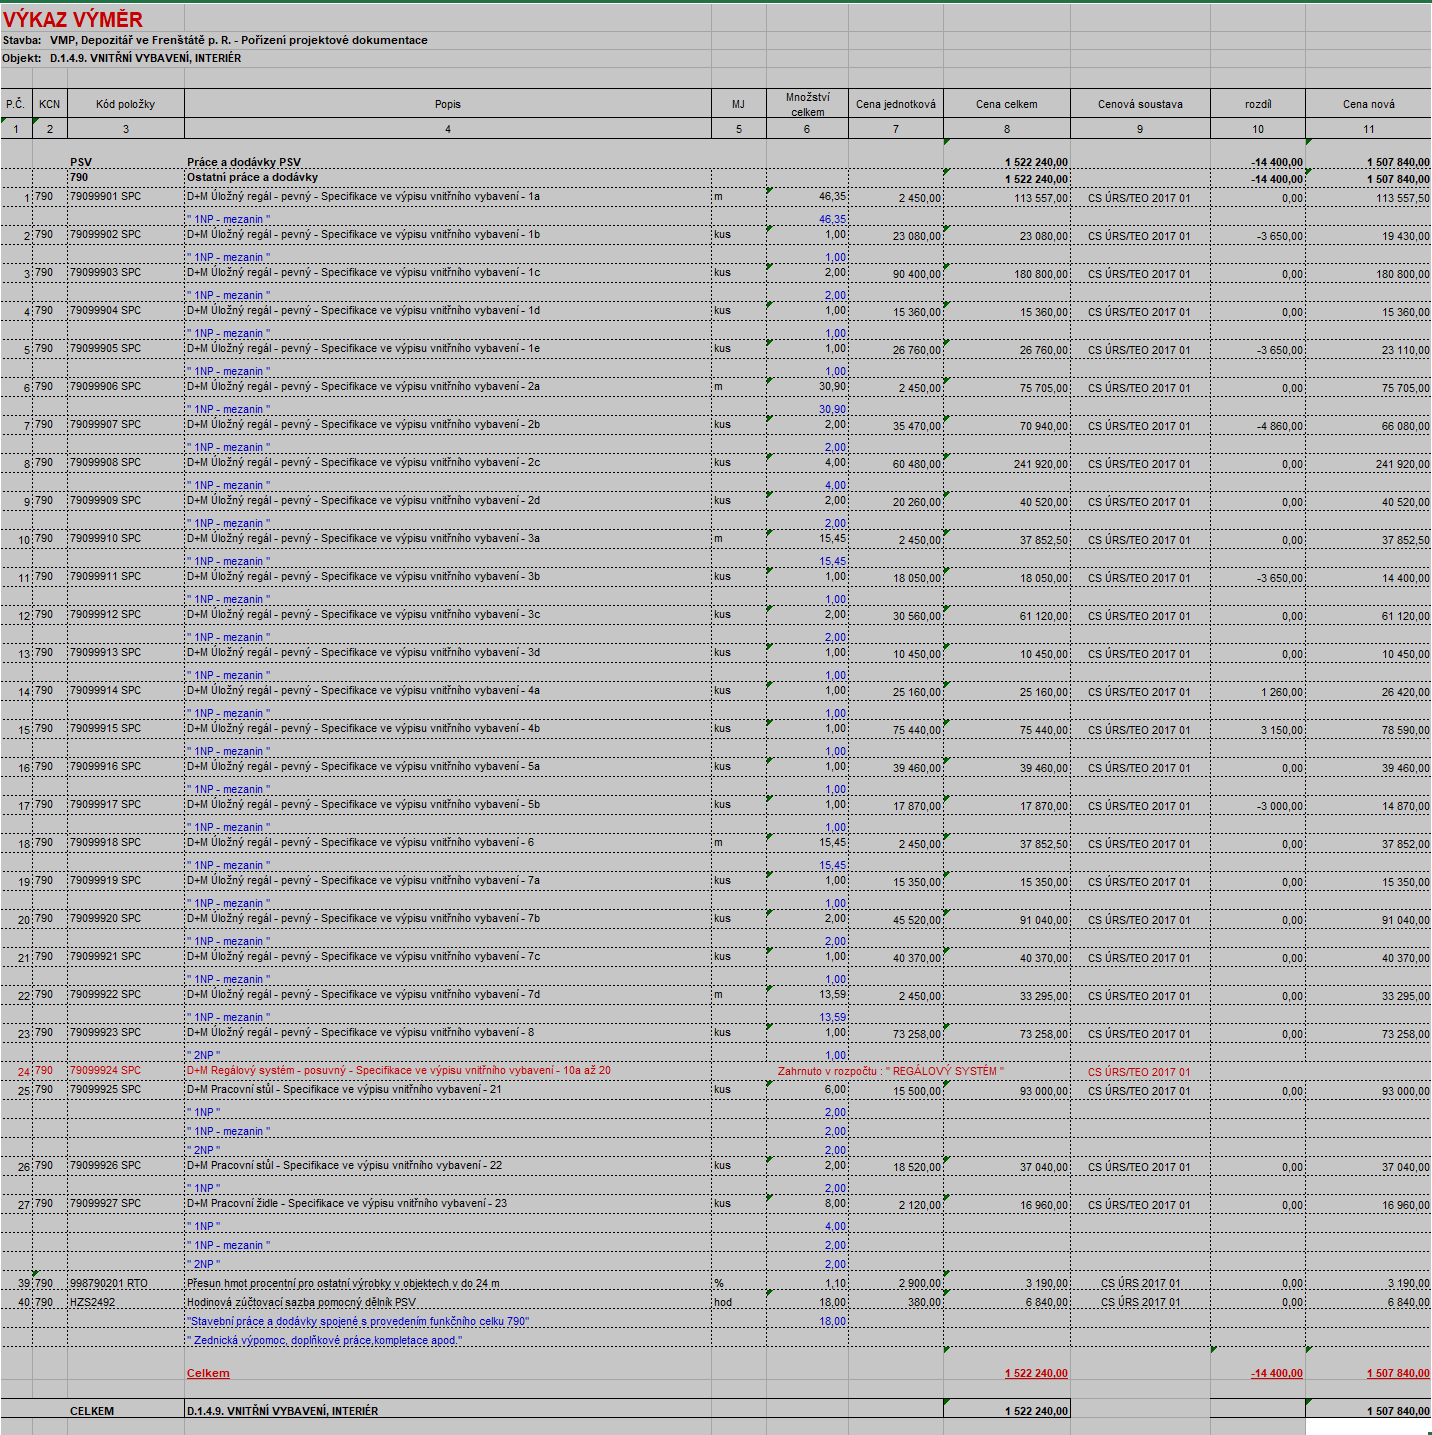 VÝKAZ VÝMĚR
Stavba: VMP, Depozitář ve Frenštátě p. R. - Pořízení projektové dokumentace
Objekt: D.1.4.9. VNITŘNÍ VYBAVENÍ, INTERIÉR
P.Č. KCN Kód položky Popis MJ Množství celkem Cena jednotková Cena celkem Cenová soustava rozdíl Cena nová
1 2 3 4 5 6 7 8 9 10 11
PSV Práce a dodávky PSV 1 522 240,00 -14 400,00 1 507 840,00
790 Ostatní práce a dodávky 1 522 240,00 -14 400,00 1 507 840,00
1 790 79099901 SPC D+M Úložný regál - pevný - Specifikace ve výpisu vnitřního vybavení - 1a m 46,35 2 450,00 113 557,00 CS ÚRS/TEO 2017 01 0,00 113 557,50
" 1NP - mezanin " 46,35
2 790 79099902 SPC D+M Úložný regál - pevný - Specifikace ve výpisu vnitřního vybavení - 1b kus 1,00 23 080,00 23 080,00 CS ÚRS/TEO 2017 01 -3 650,00 19 430,00
" 1NP - mezanin " 1,00
3 790 79099903 SPC D+M Úložný regál - pevný - Specifikace ve výpisu vnitřního vybavení - 1c kus 2,00 90 400,00 180 800,00 CS ÚRS/TEO 2017 01 0,00 180 800,00
" 1NP - mezanin " 2,00
4 790 79099904 SPC D+M Úložný regál - pevný - Specifikace ve výpisu vnitřního vybavení - 1d kus 1,00 15 360,00 15 360,00 CS ÚRS/TEO 2017 01 0,00 15 360,00
" 1NP - mezanin " 1,00
5 790 79099905 SPC D+M Úložný regál - pevný - Specifikace ve výpisu vnitřního vybavení - 1e kus 1,00 26 760,00 26 760,00 CS ÚRS/TEO 2017 01 -3 650,00 23 110,00
" 1NP - mezanin " 1,00
6 790 79099906 SPC D+M Úložný regál - pevný - Specifikace ve výpisu vnitřního vybavení - 2a m 30,90 2 450,00 75 705,00 CS ÚRS/TEO 2017 01 0,00 75 705,00
" 1NP - mezanin " 30,90
7 790 79099907 SPC D+M Úložný regál - pevný - Specifikace ve výpisu vnitřního vybavení - 2b kus 2,00 35 470,00 70 940,00 CS ÚRS/TEO 2017 01 -4 860,00 66 080,00
" 1NP - mezanin " 2,00
8 790 79099908 SPC D+M Úložný regál - pevný - Specifikace ve výpisu vnitřního vybavení - 2c kus 4,00 60 480,00 241 920,00 CS ÚRS/TEO 2017 01 0,00 241 920,00
" 1NP - mezanin " 4,00
9 790 79099909 SPC D+M Úložný regál - pevný - Specifikace ve výpisu vnitřního vybavení - 2d kus 2,00 20 260,00 40 520,00 CS ÚRS/TEO 2017 01 0,00 40 520,00
" 1NP - mezanin " 2,00
10 790 79099910 SPC D+M Úložný regál - pevný - Specifikace ve výpisu vnitřního vybavení - 3a m 15,45 2 450,00 37 852,50 CS ÚRS/TEO 2017 01 0,00 37 852,50
" 1NP - mezanin " 15,45
11 790 79099911 SPC D+M Úložný regál - pevný - Specifikace ve výpisu vnitřního vybavení - 3b kus 1,00 18 050,00 18 050,00 CS ÚRS/TEO 2017 01 -3 650,00 14 400,00
" 1NP - mezanin " 1,00
12 790 79099912 SPC D+M Úložný regál - pevný - Specifikace ve výpisu vnitřního vybavení - 3c kus 2,00 30 560,00 61 120,00 CS ÚRS/TEO 2017 01 0,00 61 120,00
" 1NP - mezanin " 2,00
13 790 79099913 SPC D+M Úložný regál - pevný - Specifikace ve výpisu vnitřního vybavení - 3d kus 1,00 10 450,00 10 450,00 CS ÚRS/TEO 2017 01 0,00 10 450,00
" 1NP - mezanin " 1,00
14 790 79099914 SPC D+M Úložný regál - pevný - Specifikace ve výpisu vnitřního vybavení - 4a kus 1,00 25 160,00 25 160,00 CS ÚRS/TEO 2017 01 1 260,00 26 420,00
" 1NP - mezanin " 1,00
15 790 79099915 SPC D+M Úložný regál - pevný - Specifikace ve výpisu vnitřního vybavení - 4b kus 1,00 75 440,00 75 440,00 CS ÚRS/TEO 2017 01 3 150,00 78 590,00
" 1NP - mezanin " 1,00
16 790 79099916 SPC D+M Úložný regál - pevný - Specifikace ve výpisu vnitřního vybavení - 5a kus 1,00 39 460,00 39 460,00 CS ÚRS/TEO 2017 01 0,00 39 460,00
" 1NP - mezanin " 1,00
17 790 79099917 SPC D+M Úložný regál - pevný - Specifikace ve výpisu vnitřního vybavení - 5b kus 1,00 17 870,00 17 870,00 CS ÚRS/TEO 2017 01 -3 000,00 14 870,00
" 1NP - mezanin " 1,00
18 790 79099918 SPC D+M Úložný regál - pevný - Specifikace ve výpisu vnitřního vybavení - 6 m 15,45 2 450,00 37 852,50 CS ÚRS/TEO 2017 01 0,00 37 852,00
" 1NP - mezanin " 15,45
19 790 79099919 SPC D+M Úložný regál - pevný - Specifikace ve výpisu vnitřního vybavení - 7a kus 1,00 15 350,00 15 350,00 CS ÚRS/TEO 2017 01 0,00 15 350,00
" 1NP - mezanin " 1,00
20 790 79099920 SPC D+M Úložný regál - pevný - Specifikace ve výpisu vnitřního vybavení - 7b kus 2,00 45 520,00 91 040,00 CS ÚRS/TEO 2017 01 0,00 91 040,00
" 1NP - mezanin " 2,00
21 790 79099921 SPC D+M Úložný regál - pevný - Specifikace ve výpisu vnitřního vybavení - 7c kus 1,00 40 370,00 40 370,00 CS ÚRS/TEO 2017 01 0,00 40 370,00
" 1NP - mezanin " 1,00
22 790 79099922 SPC D+M Úložný regál - pevný - Specifikace ve výpisu vnitřního vybavení - 7d m 13,59 2 450,00 33 295,00 CS ÚRS/TEO 2017 01 0,00 33 295,00
" 1NP - mezanin " 13,59
23 790 79099923 SPC D+M Úložný regál - pevný - Specifikace ve výpisu vnitřního vybavení - 8 kus 1,00 73 258,00 73 258,00 CS ÚRS/TEO 2017 01 0,00 73 258,00
" 2NP " 1,00
24 790 79099924 SPC D+M Regálový systém - posuvný - Specifikace ve výpisu vnitřního vybavení - 10a až 20 Zahrnuto v rozpočtu : " REGÁLOVÝ SYSTÉM " CS ÚRS/TEO 2017 01
25 790 79099925 SPC D+M Pracovní stůl - Specifikace ve výpisu vnitřního vybavení - 21 kus 6,00 15 500,00 93 000,00 CS ÚRS/TEO 2017 01 0,00 93 000,00
" 1NP " 2,00
" 1NP - mezanin " 2,00
" 2NP " 2,00
26 790 79099926 SPC D+M Pracovní stůl - Specifikace ve výpisu vnitřního vybavení - 22 kus 2,00 18 520,00 37 040,00 CS ÚRS/TEO 2017 01 0,00 37 040,00
" 1NP " 2,00
27 790 79099927 SPC D+M Pracovní židle - Specifikace ve výpisu vnitřního vybavení - 23 kus 8,00 2 120,00 16 960,00 CS ÚRS/TEO 2017 01 0,00 16 960,00
" 1NP " 4,00
" 1NP - mezanin " 2,00
" 2NP " 2,00
39 790 998790201 RTO Přesun hmot procentní pro ostatní výrobky v objektech v do 24 m % 1,10 2 900,00 3 190,00 CS ÚRS 2017 01 0,00 3 190,00
40 790 HZS2492 Hodinová zúčtovací sazba pomocný dělník PSV hod 18,00 380,00 6 840,00 CS ÚRS 2017 01 0,00 6 840,00
"Stavební práce a dodávky spojené s provedením funkčního celku 790" 18,00
" Zednická výpomoc, doplňkové práce,kompletace apod."
Celkem 1 522 240,00 -14 400,00 1 507 840,00
CELKEM D.1.4.9. VNITŘNÍ VYBAVENÍ, INTERIÉR 1 522 240,00 1 507 840,00